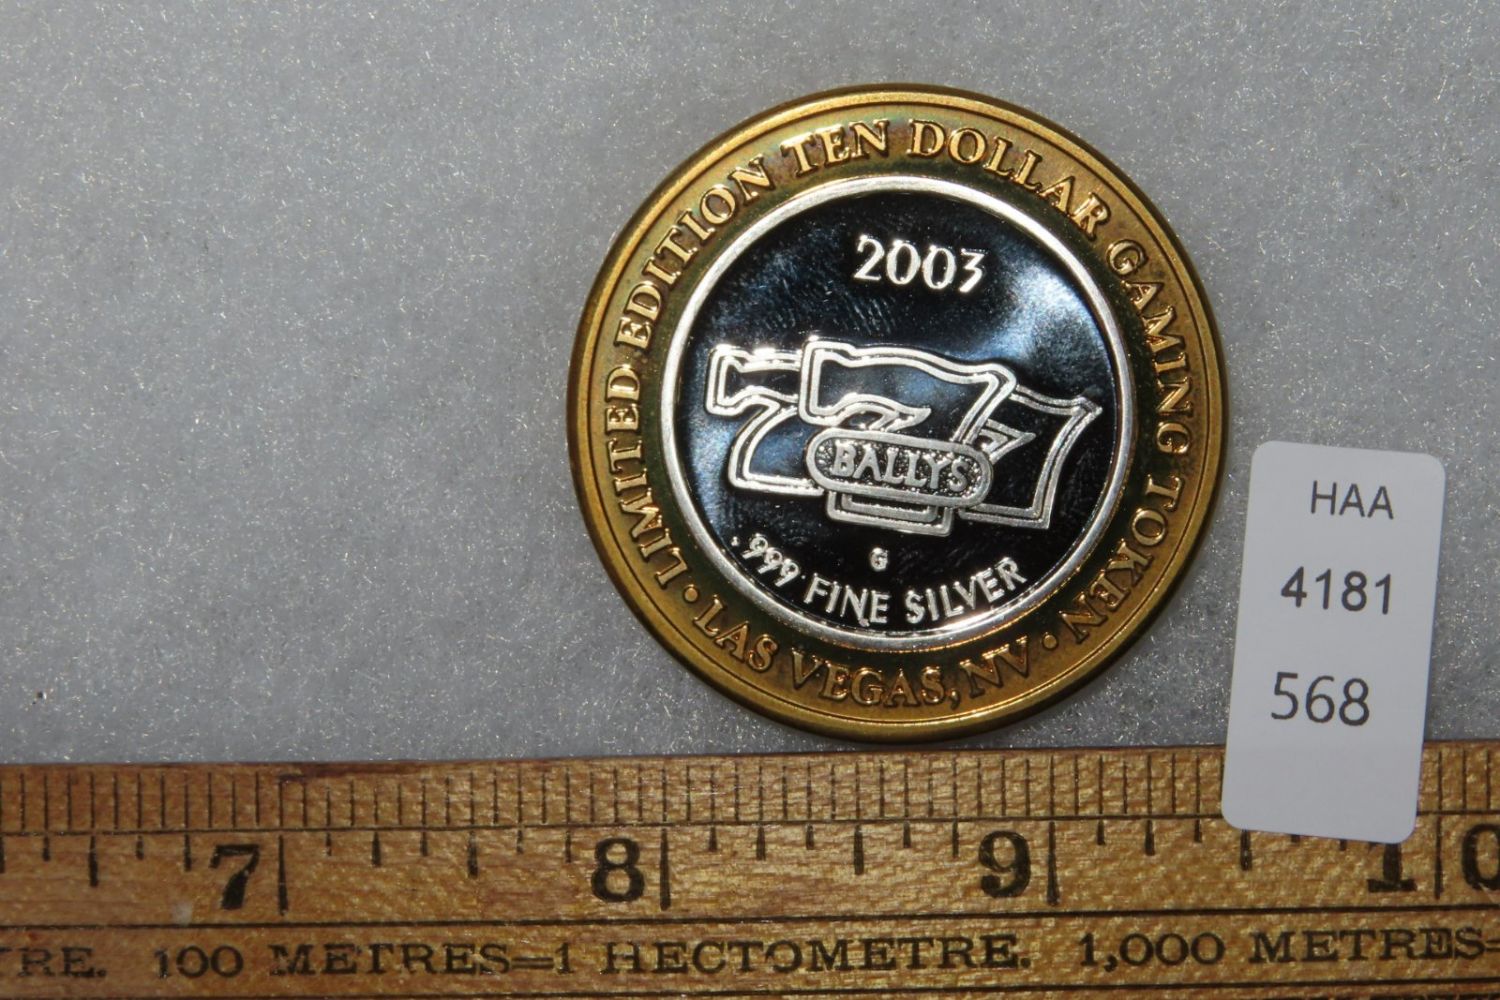 LIMITED EDITION TEN DOLLAR GAMING TOKEN
• LAS VEGAS, NV •
2003
BALLYS
G
.999 FINE SILVER
HAA
4181
568
7 8 9 10
RE. 100 METRES=1 HECTOMETRE. 1,000 METRES=